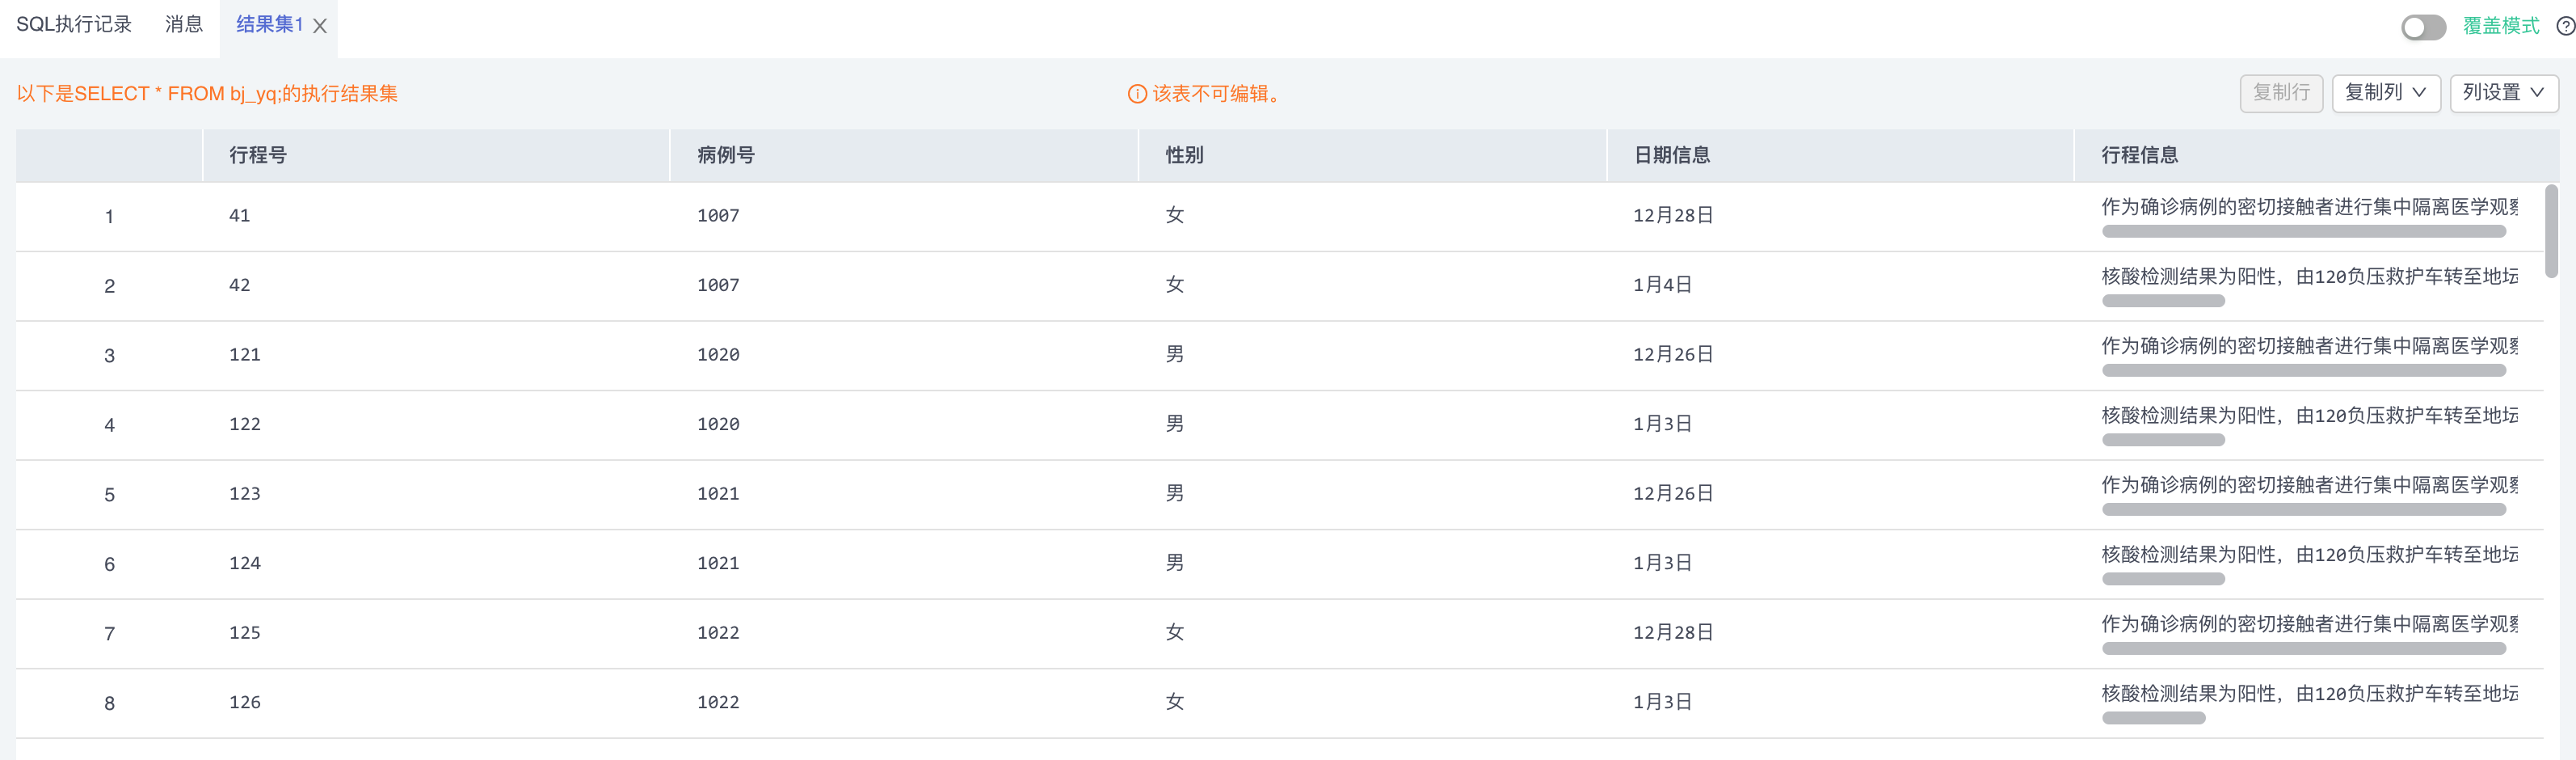 SQL执行记录 消息 结果集1 覆盖模式
以下是SELECT * FROM bj_yq;的执行结果集 该表不可编辑。 复制行 复制列 列设置
行程号 病例号 性别 日期信息 行程信息
1 41 1007 女 12月28日 作为确诊病例的密切接触者进行集中隔离医学观察
2 42 1007 女 1月4日 核酸检测结果为阳性，由120负压救护车转至地坛
3 121 1020 男 12月26日 作为确诊病例的密切接触者进行集中隔离医学观察
4 122 1020 男 1月3日 核酸检测结果为阳性，由120负压救护车转至地坛
5 123 1021 男 12月26日 作为确诊病例的密切接触者进行集中隔离医学观察
6 124 1021 男 1月3日 核酸检测结果为阳性，由120负压救护车转至地坛
7 125 1022 女 12月28日 作为确诊病例的密切接触者进行集中隔离医学观察
8 126 1022 女 1月3日 核酸检测结果为阳性，由120负压救护车转至地坛